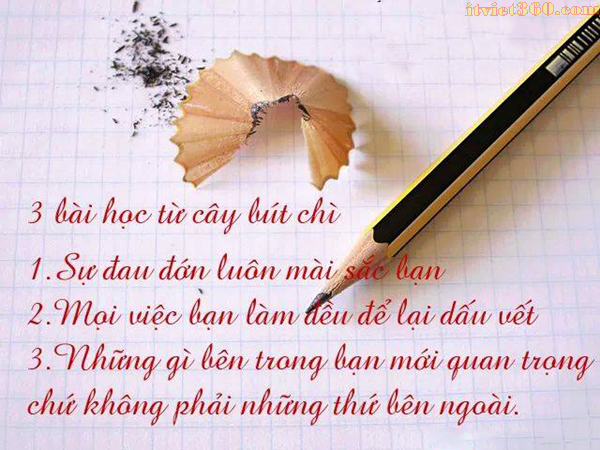 itviet360.com
3 bài học từ cây bút chì
1.Sự đau đớn luôn mài sắc bạn
2.Mọi việc bạn làm đều để lại dấu vết
3.Những gì bên trong bạn mới quan trọng
chứ không phải những thứ bên ngoài.